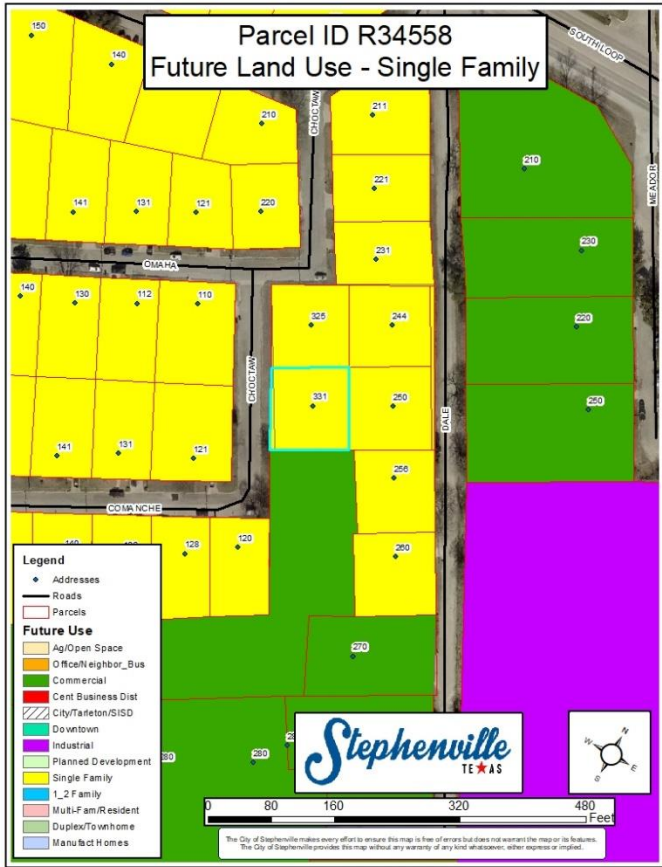 Parcel ID R34558
Future Land Use - Single Family
150
140
210
CHOCTAW
211
SOUTH LOOP
210
MEADOR
141
131
121
220
221
231
230
OMAHA
140
130
112
110
325
244
220
CHOCTAW
331
250
DALE
250
141
131
121
256
COMANCHE
140
128
120
260
270
280
280
Legend
Addresses
Roads
Parcels
Future Use
Ag/Open Space
Office/Neighbor_Bus
Commercial
Cent Business Dist
City/Tarleton/SISD
Downtown
Industrial
Planned Development
Single Family
1_2 Family
Multi-Fam/Resident
Duplex/Townhome
Manufact Homes
Stephenville
TEXAS
N
W
E
S
0 80 160 320 480
Feet
The City of Stephenville makes every effort to ensure this map is free of errors but does not warrant the map or its features.
The City of Stephenville provides this map without any warranty of any kind whatsoever, either express or implied.